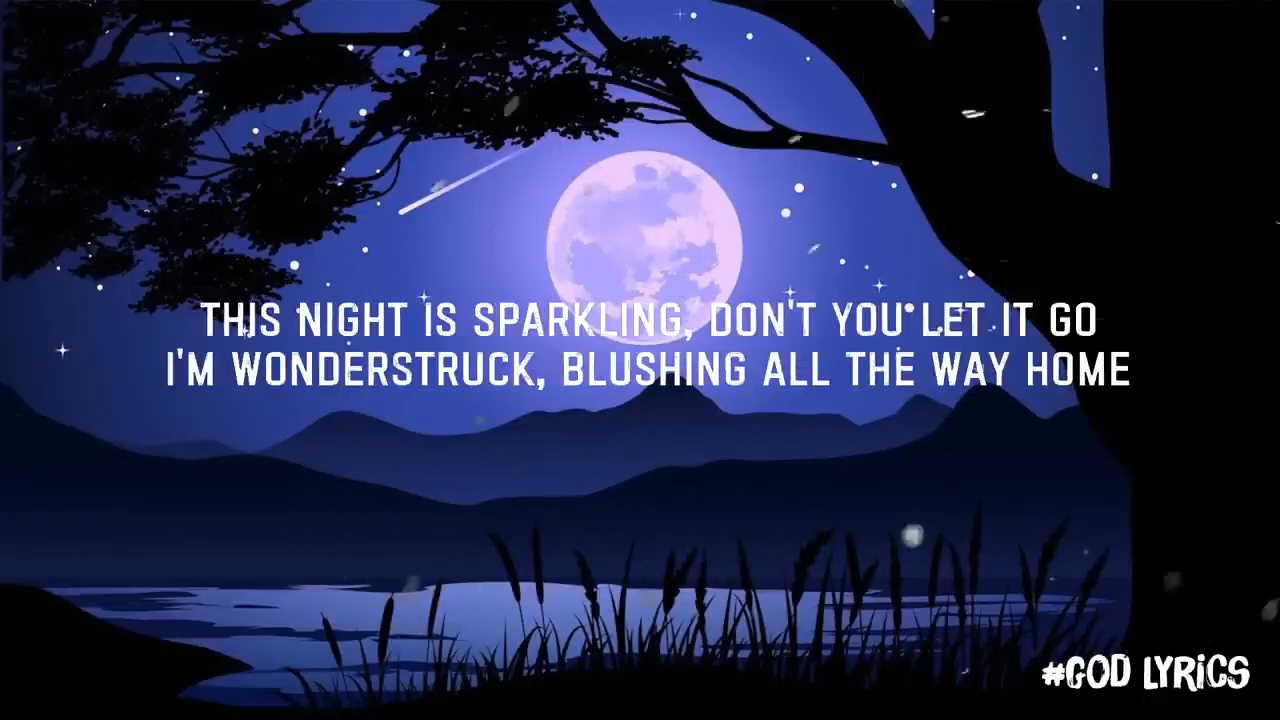 THIS NIGHT IS SPARKLING, DON'T YOU LET IT GO
I'M WONDERSTRUCK, BLUSHING ALL THE WAY HOME
#GOD LYRiCS